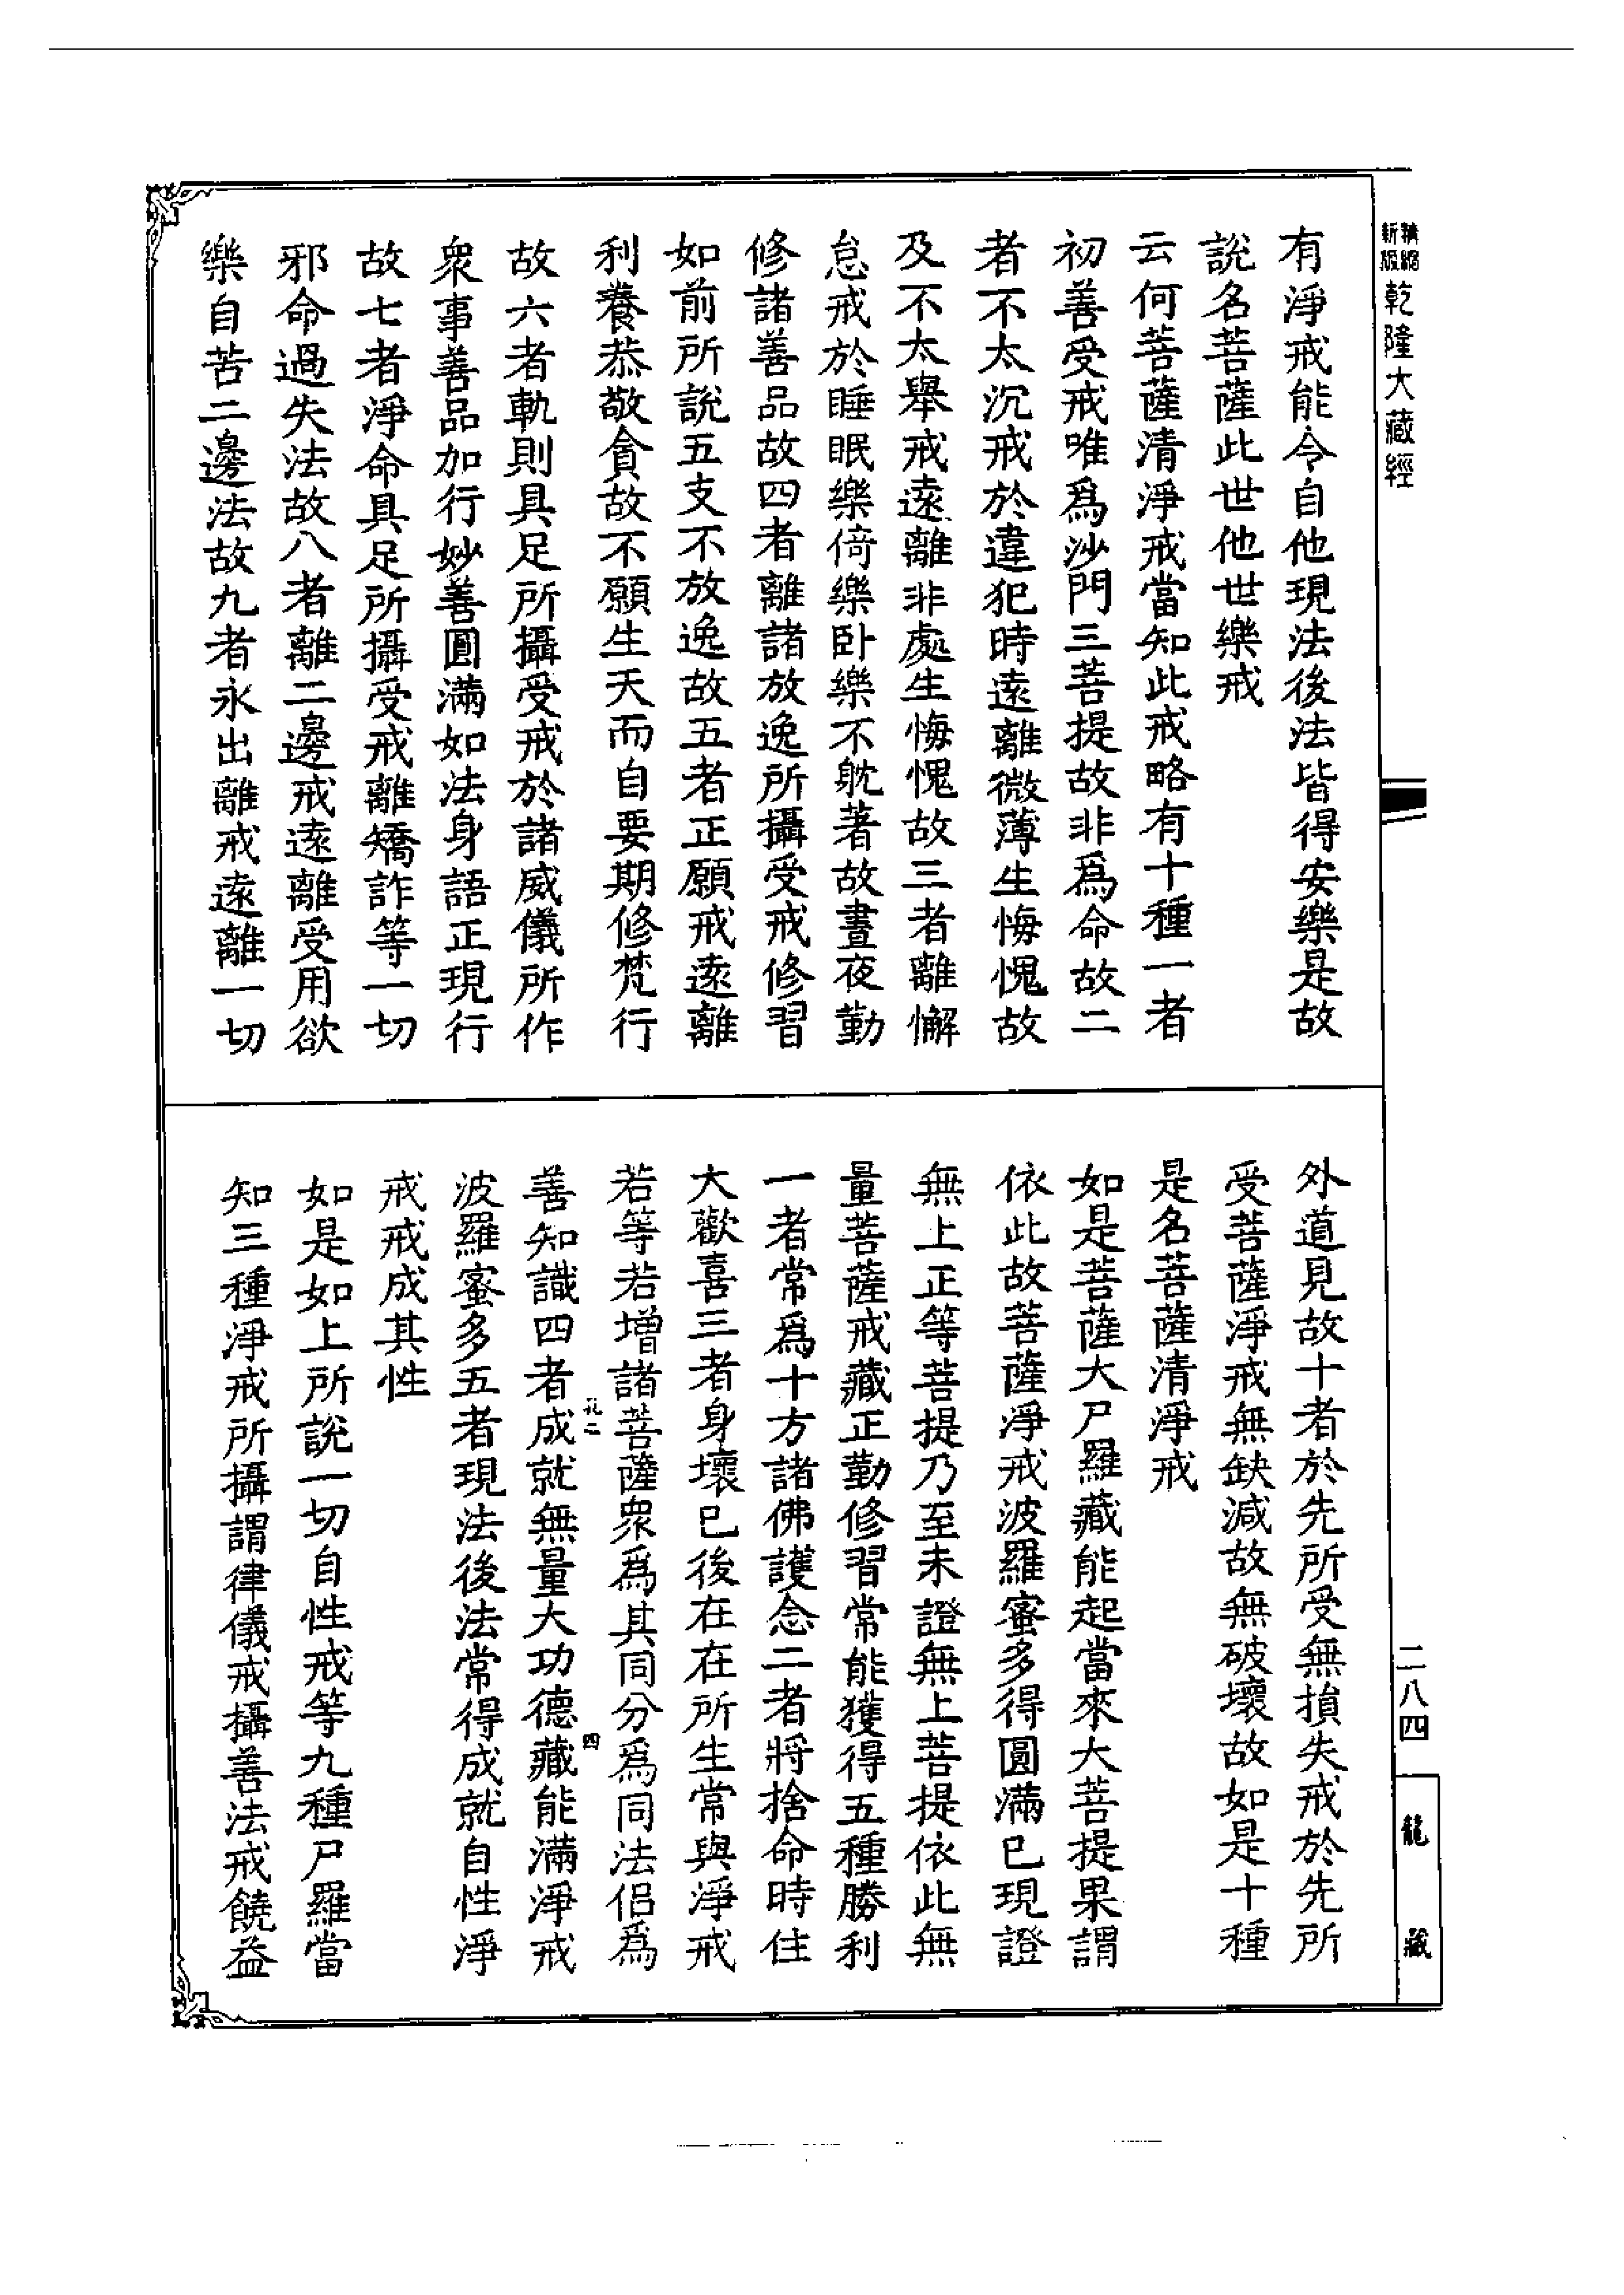 精縮新版乾隆大藏經
有淨戒能令自他現法後法皆得安樂是故
說名菩薩此世他世樂戒
云何菩薩清淨戒當知此戒略有十種一者
初善受戒唯爲沙門三菩提故非爲命故二
者不太沉戒於違犯時遠離微薄生悔愧故
及不太舉戒遠離非處生悔愧故三者離懈
怠戒於睡眠樂倚樂卧樂不躭著故晝夜勤
修諸善品故四者離諸放逸所攝受戒修習
如前所說五支不放逸故五者正願戒遠離
利養恭敬貪故不願生天而自要期修梵行
故六者軌則具足所攝受戒於諸威儀所作
衆事善品加行妙善圓滿如法身語正現行
故七者淨命具足所攝受戒離矯詐等一切
邪命過失法故八者離二邊戒遠離受用欲
樂自苦二邊法故九者永出離戒遠離一切
外道見故十者於先所受無損失戒於先所
受菩薩淨戒無缺減故無破壞故如是十種
是名菩薩清淨戒
如是菩薩大尸羅藏能起當來大菩提果謂
依此故菩薩淨戒波羅蜜多得圓滿已現證
無上正等菩提乃至未證無上菩提依此無
量菩薩戒藏正勤修習常能獲得五種勝利
一者常爲十方諸佛護念二者將捨命時住
大歡喜三者身壞已後在在所生常與淨戒
若等若增諸菩薩衆爲其同分爲同法侶爲
善知識四者成就無量大功德藏能滿淨戒
波羅蜜多五者現法後法常得成就自性淨
戒戒成其性
如是如上所說一切自性戒等九種尸羅當
知三種淨戒所攝謂律儀戒攝善法戒饒益
二八四
龍藏